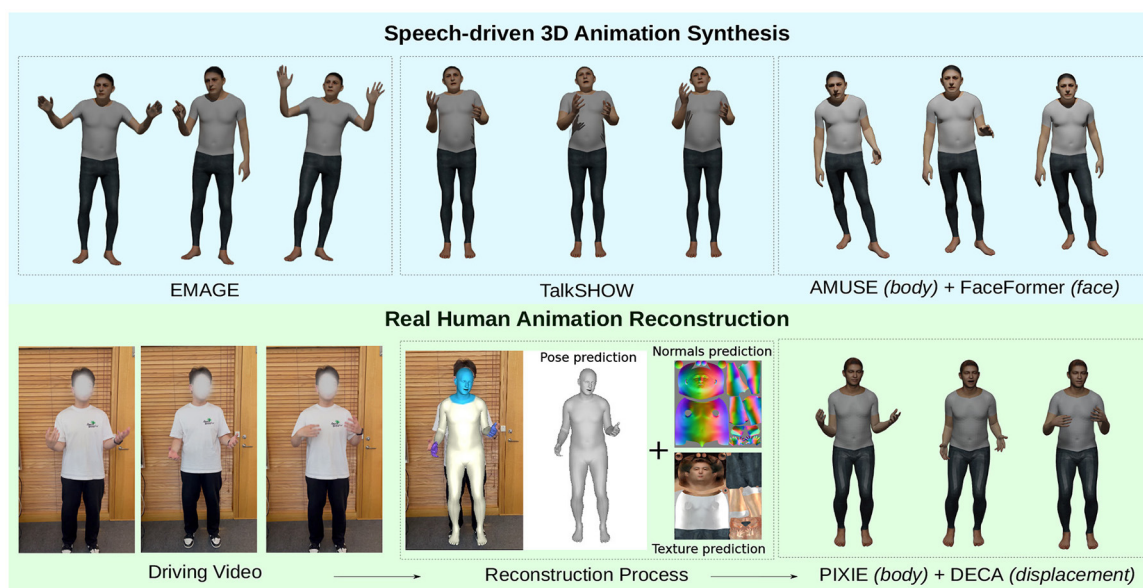 Speech-driven 3D Animation Synthesis
EMAGE
TalkSHOW
AMUSE (body) + FaceFormer (face)
Real Human Animation Reconstruction
Pose prediction
Normals prediction
+
Texture prediction
Driving Video
Reconstruction Process
PIXIE (body) + DECA (displacement)